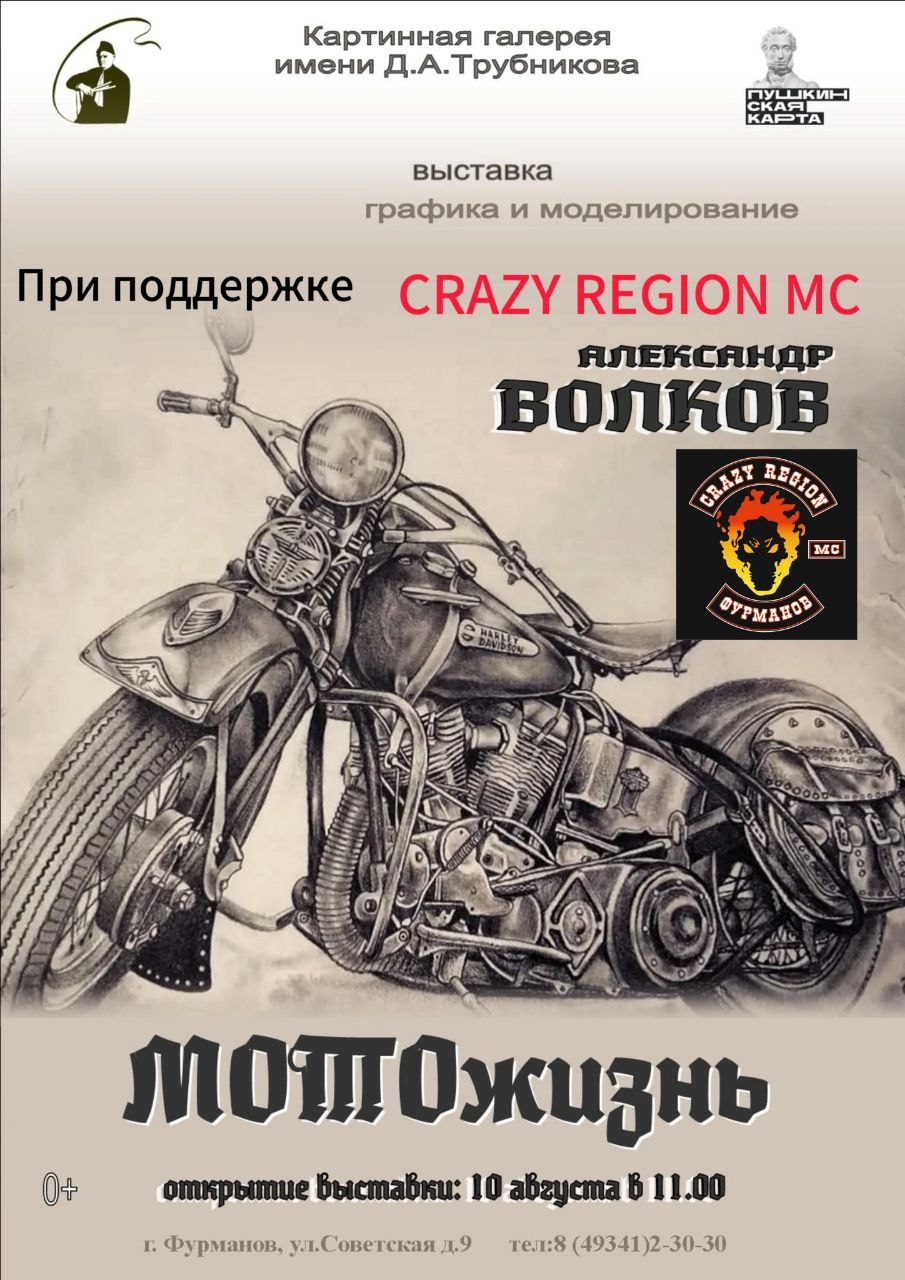 Картинная галерея
имени Д.А.Трубникова
ПУШКИН
СКАЯ
КАРТА
выставка
графика и моделирование
При поддержке CRAZY REGION MC
АЛЕКСАНДР
ВОЛКОВ
CRAZY REGION
MC
ФУРМАНОВ
HARLEY
DAVIDSON
МОТОжизнь
0+
открытие выставки: 10 августа в 11.00
г. Фурманов, ул.Советская д.9 тел:8 (49341)2-30-30